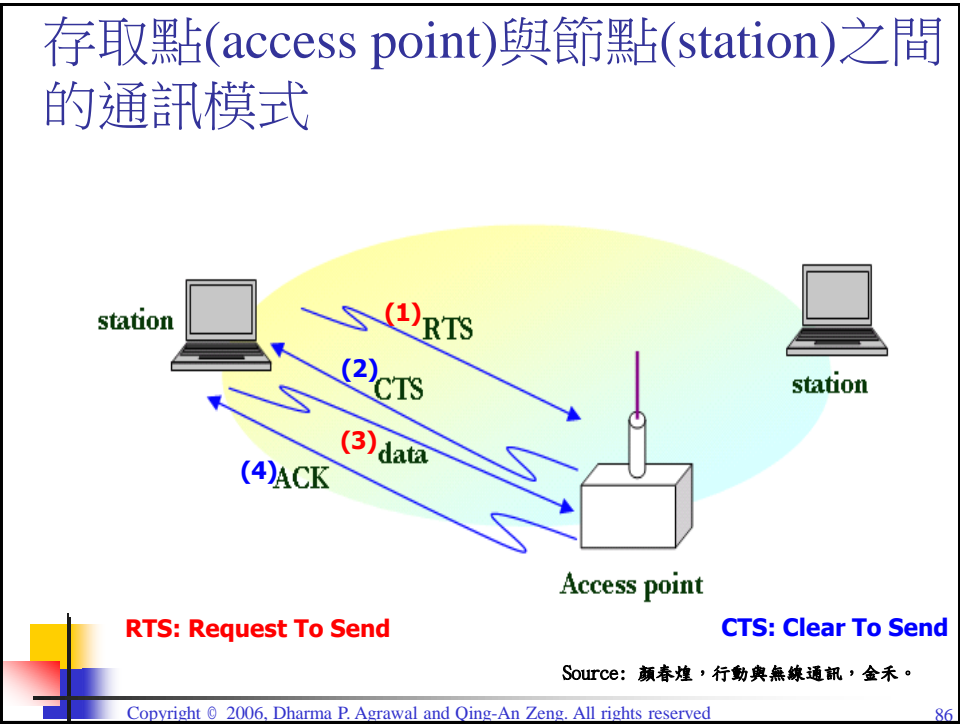 存取點(access point)與節點(station)之間
的通訊模式
station
(1)RTS
(2)CTS
(3)data
(4)ACK
station
Access point
RTS: Request To Send
CTS: Clear To Send
Source: 顏春煌，行動與無線通訊，金禾。
Copyright © 2006, Dharma P. Agrawal and Qing-An Zeng. All rights reserved
86